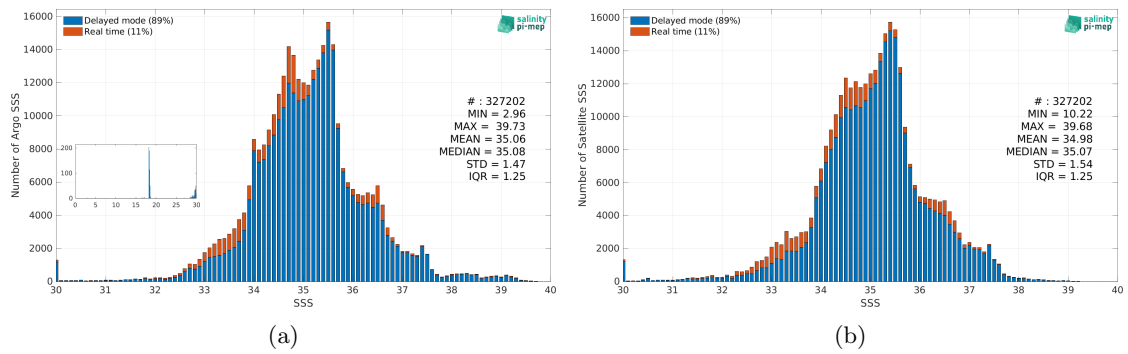 16000
14000
12000
10000
8000
6000
4000
2000
0
Number of Argo SSS
Delayed mode (89%)
Real time (11%)
salinity
pi-mep
# : 327202
MIN = 2.96
MAX = 39.73
MEAN = 35.06
MEDIAN = 35.08
STD = 1.47
IQR = 1.25
200
100
0
0 5 10 15 20 25 30
30 31 32 33 34 35 36 37 38 39 40
SSS
(a)
16000
14000
12000
10000
8000
6000
4000
2000
0
Number of Satellite SSS
Delayed mode (89%)
Real time (11%)
salinity
pi-mep
# : 327202
MIN = 10.22
MAX = 39.68
MEAN = 34.98
MEDIAN = 35.07
STD = 1.54
IQR = 1.25
30 31 32 33 34 35 36 37 38 39 40
SSS
(b)